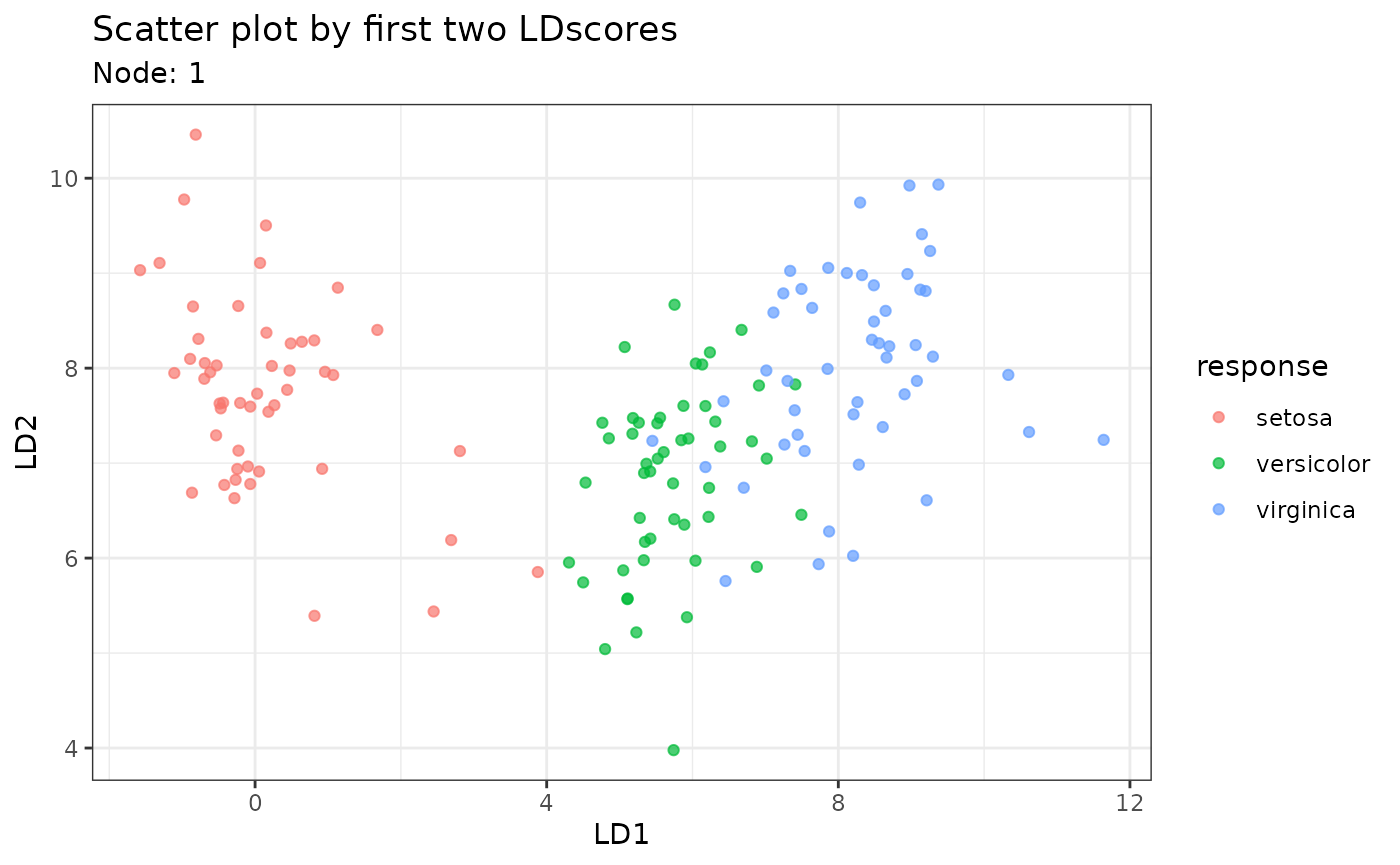 Scatter plot by first two LDscores
Node: 1
10
8
6
4
LD2
0 4 8 12
LD1
response
setosa
versicolor
virginica